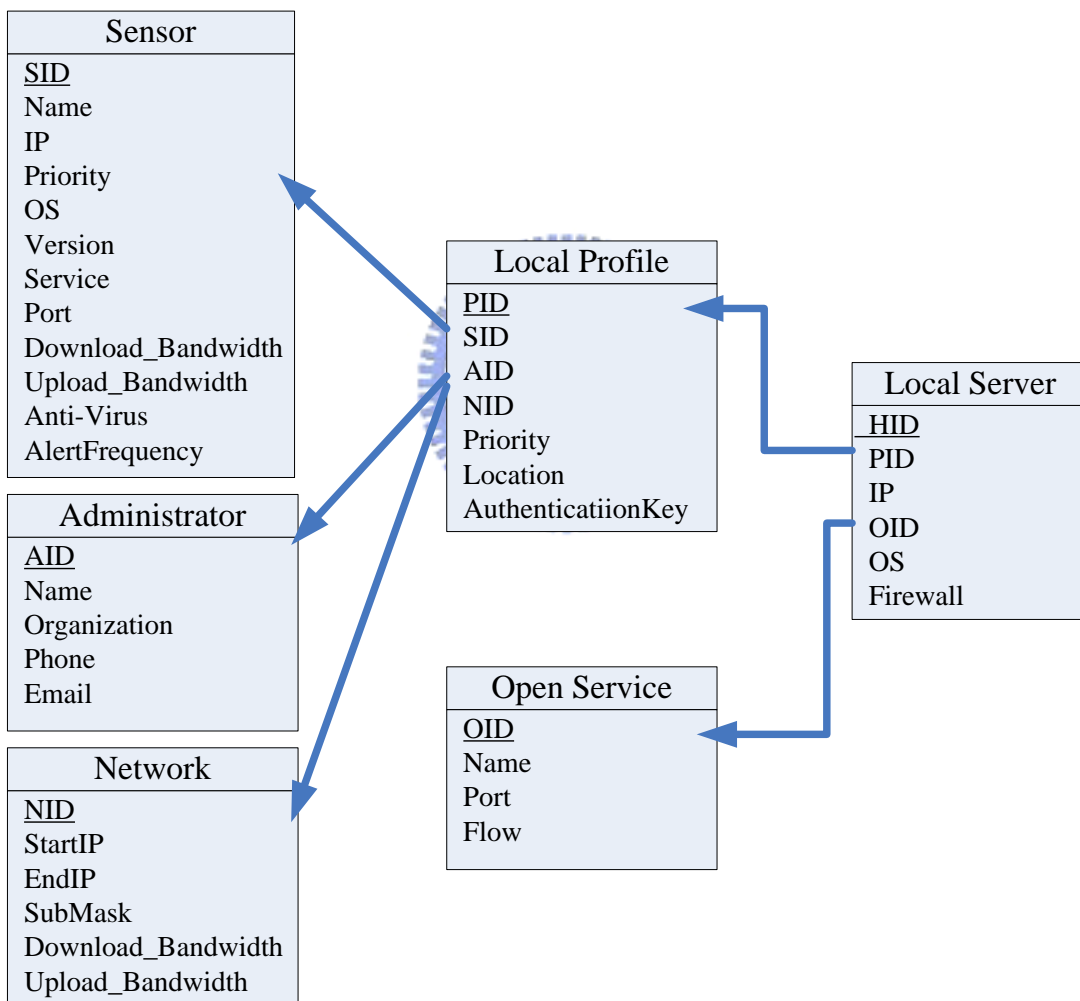 Sensor
SID
Name
IP
Priority
OS
Version
Service
Port
Download_Bandwidth
Upload_Bandwidth
Anti-Virus
AlertFrequency
Administrator
AID
Name
Organization
Phone
Email
Network
NID
StartIP
EndIP
SubMask
Download_Bandwidth
Upload_Bandwidth
Local Profile
PID
SID
AID
NID
Priority
Location
AuthenticatiionKey
Open Service
OID
Name
Port
Flow
Local Server
HID
PID
IP
OID
OS
Firewall